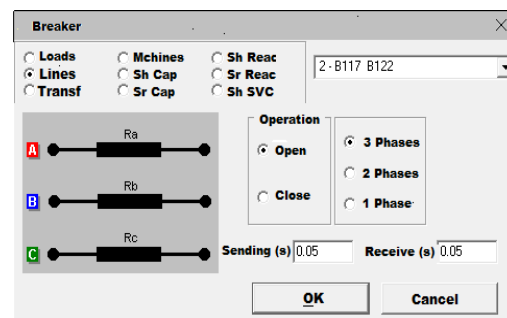 Breaker
Loads Mchines Sh Reac
Lines Sh Cap Sr Reac
Transf Sr Cap Sh SVC
2 - B117 B122
Ra
A
Rb
B
Rc
C
Operation
Open
Close
3 Phases
2 Phases
1 Phase
Sending (s) 0.05 Receive (s) 0.05
OK Cancel